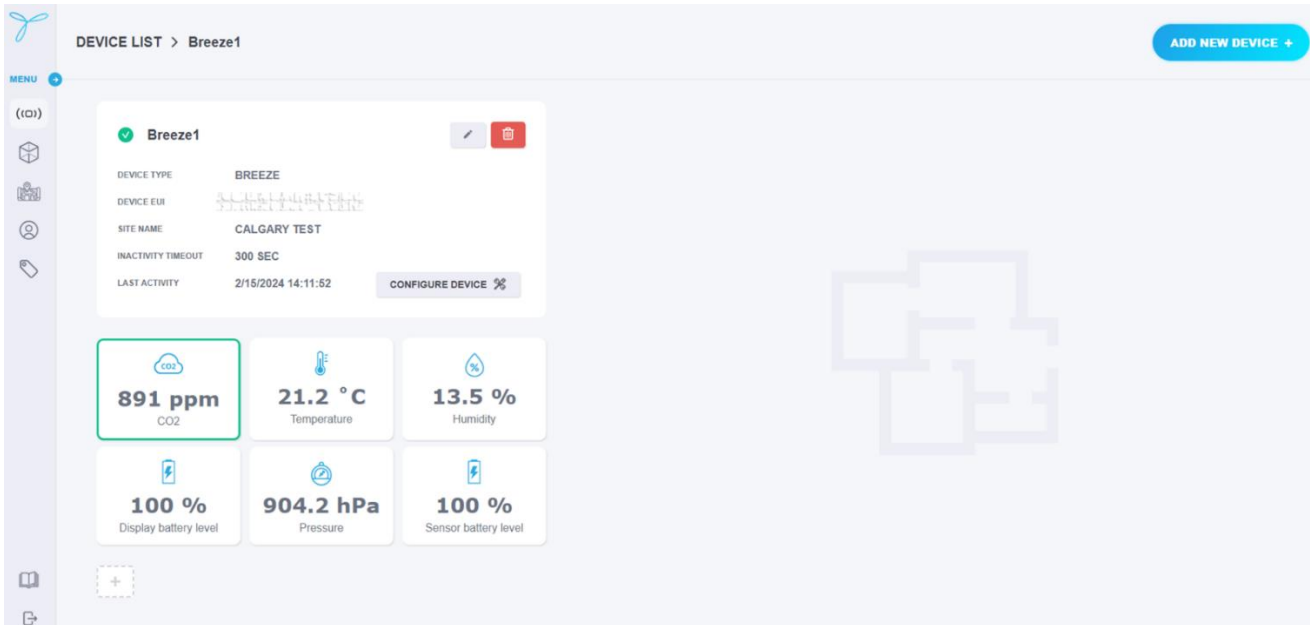 DEVICE LIST > Breeze1
ADD NEW DEVICE +
MENU
Breeze1
DEVICE TYPE BREEZE
DEVICE EUI
SITE NAME CALGARY TEST
INACTIVITY TIMEOUT 300 SEC
LAST ACTIVITY 2/15/2024 14:11:52 CONFIGURE DEVICE
CO2 %
891 ppm 21.2 °C 13.5 %
CO2 Temperature Humidity
100 % 904.2 hPa 100 %
Display battery level Pressure Sensor battery level
+